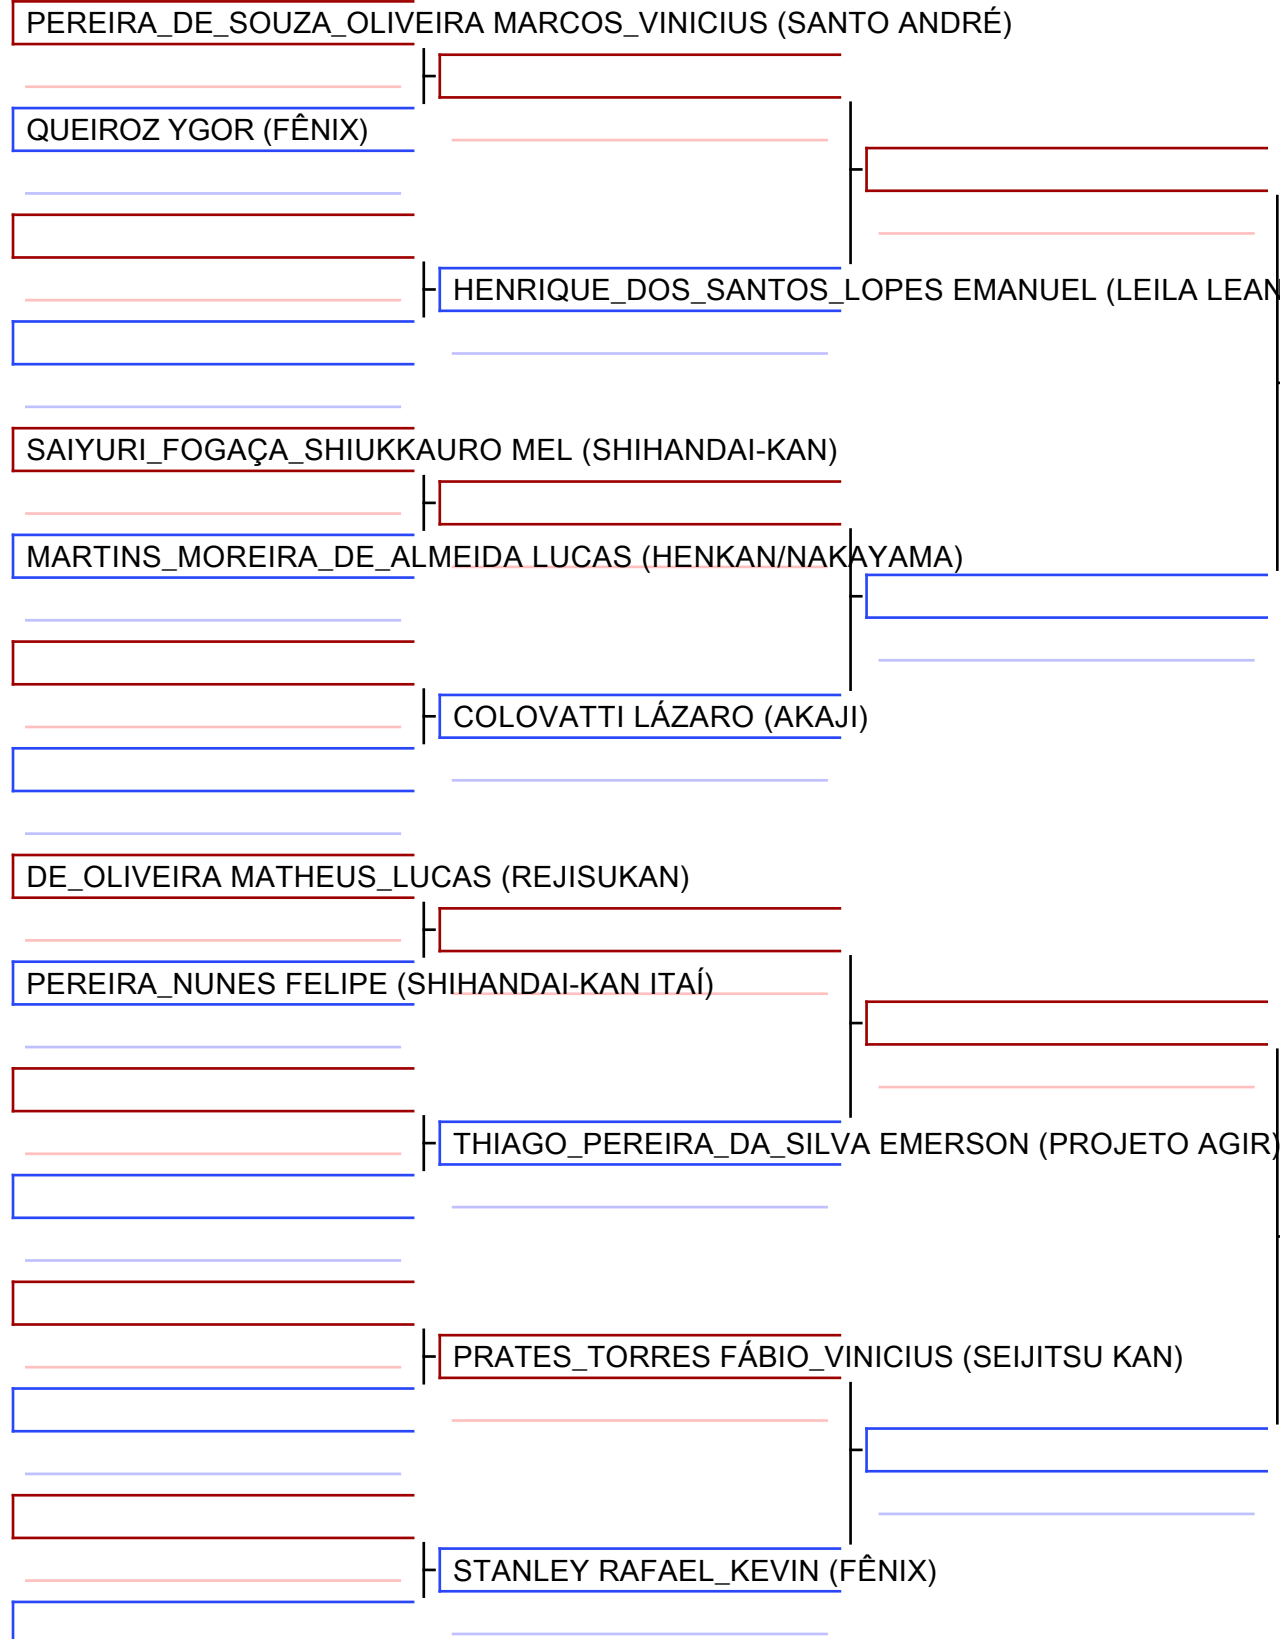 PEREIRA_DE_SOUZA_OLIVEIRA MARCOS_VINICIUS (SANTO ANDRÉ)
QUEIROZ YGOR (FÊNIX)
HENRIQUE_DOS_SANTOS_LOPES EMANUEL (LEILA LEAN
SAIYURI_FOGAÇA_SHIUKKAURO MEL (SHIHANDAI-KAN)
MARTINS_MOREIRA_DE_ALMEIDA LUCAS (HENKAN/NAKAYAMA)
COLOVATTI LÁZARO (AKAJI)
DE_OLIVEIRA MATHEUS_LUCAS (REJISUKAN)
PEREIRA_NUNES FELIPE (SHIHANDAI-KAN ITAÍ)
THIAGO_PEREIRA_DA_SILVA EMERSON (PROJETO AGIR)
PRATES_TORRES FÁBIO_VINICIUS (SEIJITSU KAN)
STANLEY RAFAEL_KEVIN (FÊNIX)